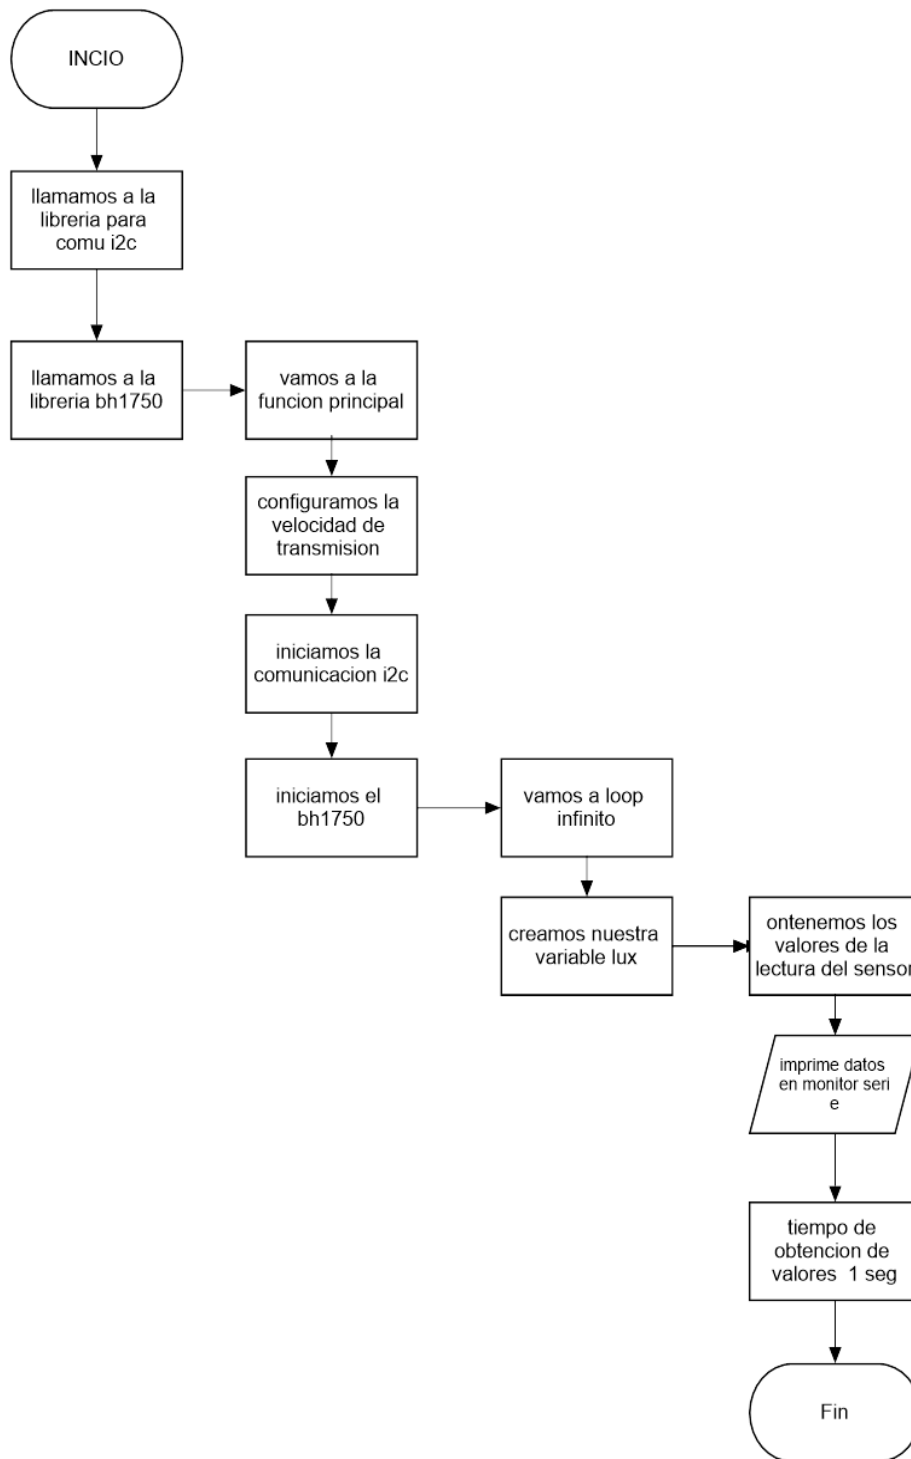 INCIO
llamamos a la
libreria para
comu i2c
llamamos a la
libreria bh1750
vamos a la
funcion principal
configuramos la
velocidad de
transmision
iniciamos la
comunicacion i2c
iniciamos el
bh1750
vamos a loop
infinito
creamos nuestra
variable lux
ontenemos los
valores de la
lectura del sensor
imprime datos
en monitor seri
e
tiempo de
obtencion de
valores 1 seg
Fin